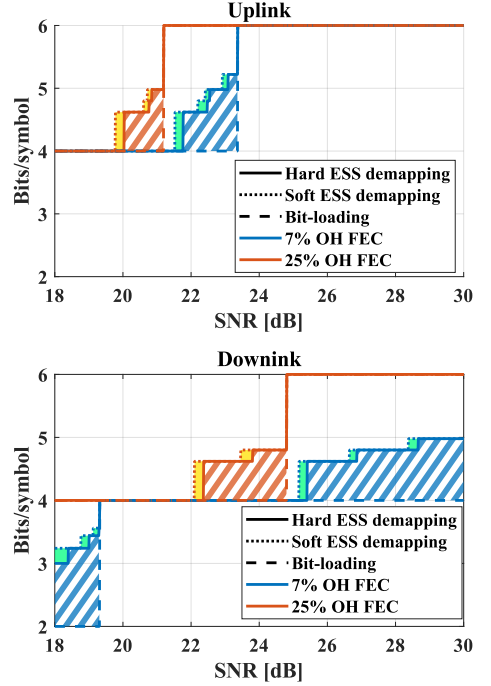 Uplink
6
5
4
3
2
Bits/symbol
Hard ESS demapping
Soft ESS demapping
Bit-loading
7% OH FEC
25% OH FEC
18 20 22 24 26 28 30
SNR [dB]
Downink
6
5
4
3
2
Bits/symbol
Hard ESS demapping
Soft ESS demapping
Bit-loading
7% OH FEC
25% OH FEC
18 20 22 24 26 28 30
SNR [dB]